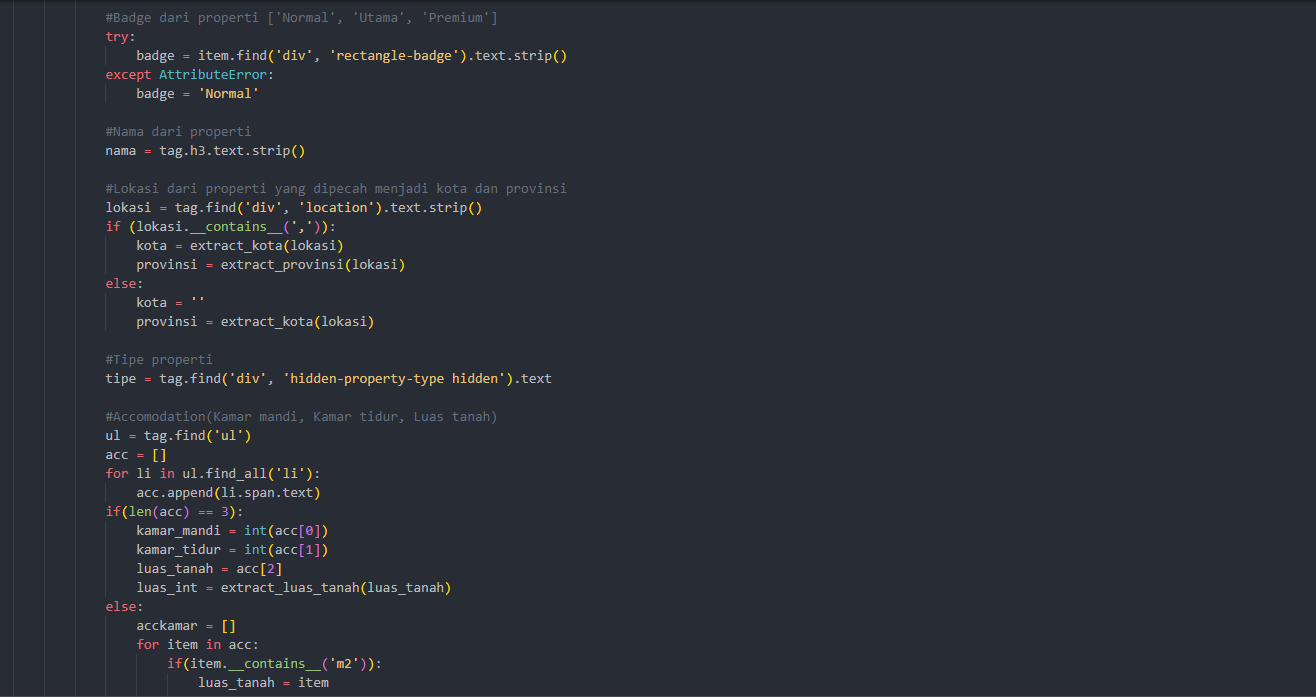 #Badge dari properti ['Normal', 'Utama', 'Premium']
try:
badge = item.find('div', 'rectangle-badge').text.strip()
except AttributeError:
badge = 'Normal'
#Nama dari properti
nama = tag.h3.text.strip()
#Lokasi dari properti yang dipecah menjadi kota dan provinsi
lokasi = tag.find('div', 'location').text.strip()
if (lokasi.__contains__(',')):
kota = extract_kota(lokasi)
provinsi = extract_provinsi(lokasi)
else:
kota = ''
provinsi = extract_kota(lokasi)
#Tipe properti
tipe = tag.find('div', 'hidden-property-type hidden').text
#Accomodation(Kamar mandi, Kamar tidur, Luas tanah)
ul = tag.find('ul')
acc = []
for li in ul.find_all('li'):
acc.append(li.span.text)
if(len(acc) == 3):
kamar_mandi = int(acc[0])
kamar_tidur = int(acc[1])
luas_tanah = acc[2]
luas_int = extract_luas_tanah(luas_tanah)
else:
acckamar = []
for item in acc:
if(item.__contains__('m2')):
luas_tanah = item